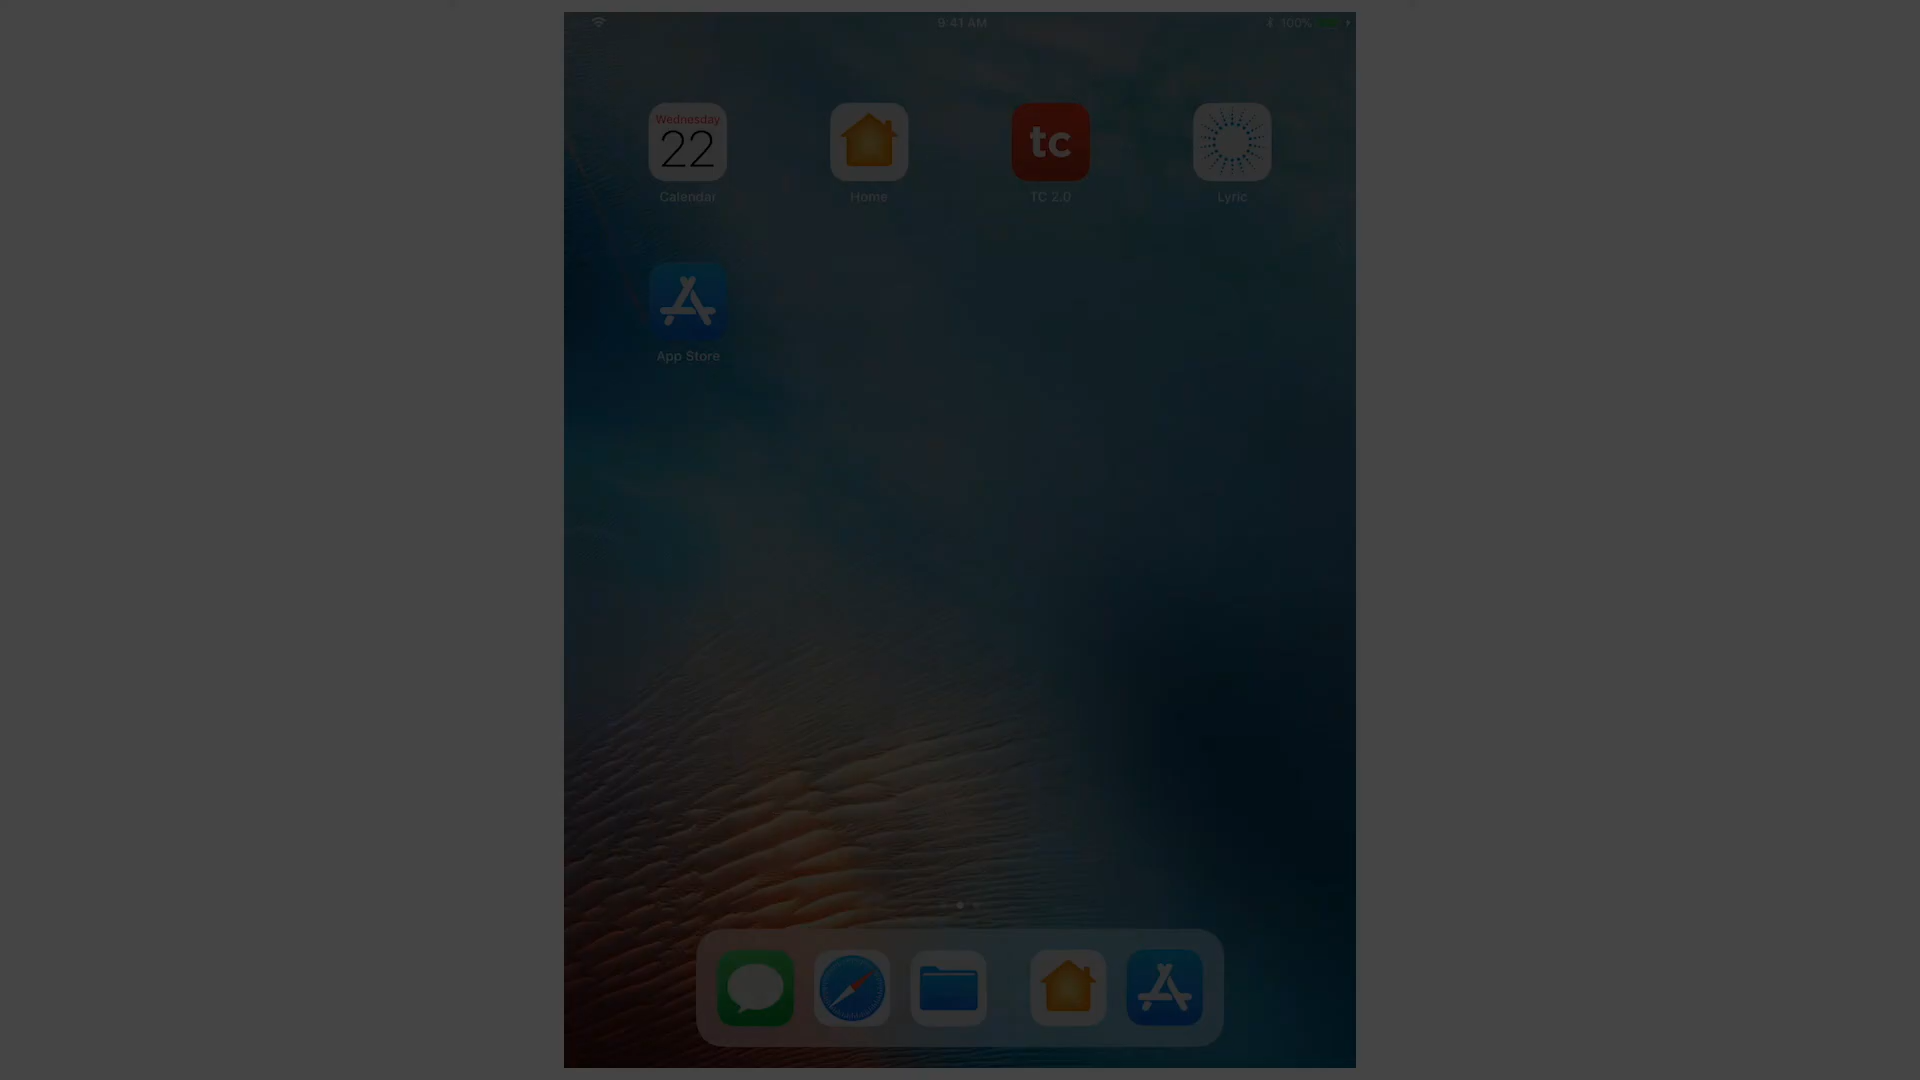 9:41 AM
100%
Wednesday
22
tc
Calendar
Home
TC 2.0
Lyric
App Store